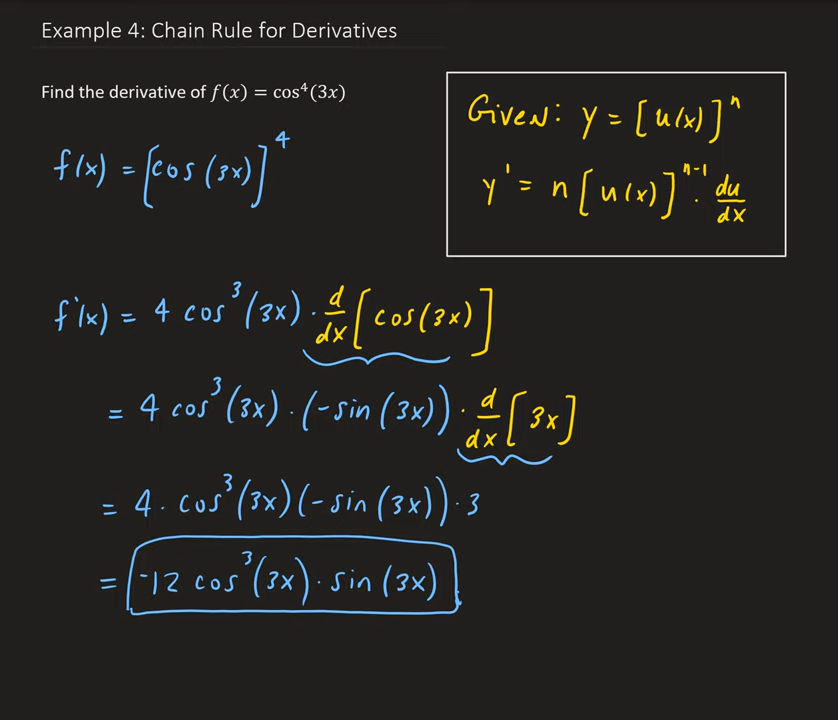 Example 4: Chain Rule for Derivatives
Find the derivative of f(x) = cos⁴(3x)
f(x) = [cos(3x)]⁴
Given: y = [u(x)]ⁿ
y' = n[u(x)]ⁿ⁻¹ · du/dx
f'(x) = 4 cos³(3x) · d/dx [cos(3x)]
= 4 cos³(3x) · (-sin(3x)) · d/dx [3x]
= 4 · cos³(3x)(-sin(3x)) · 3
= -12 cos³(3x) · sin(3x)